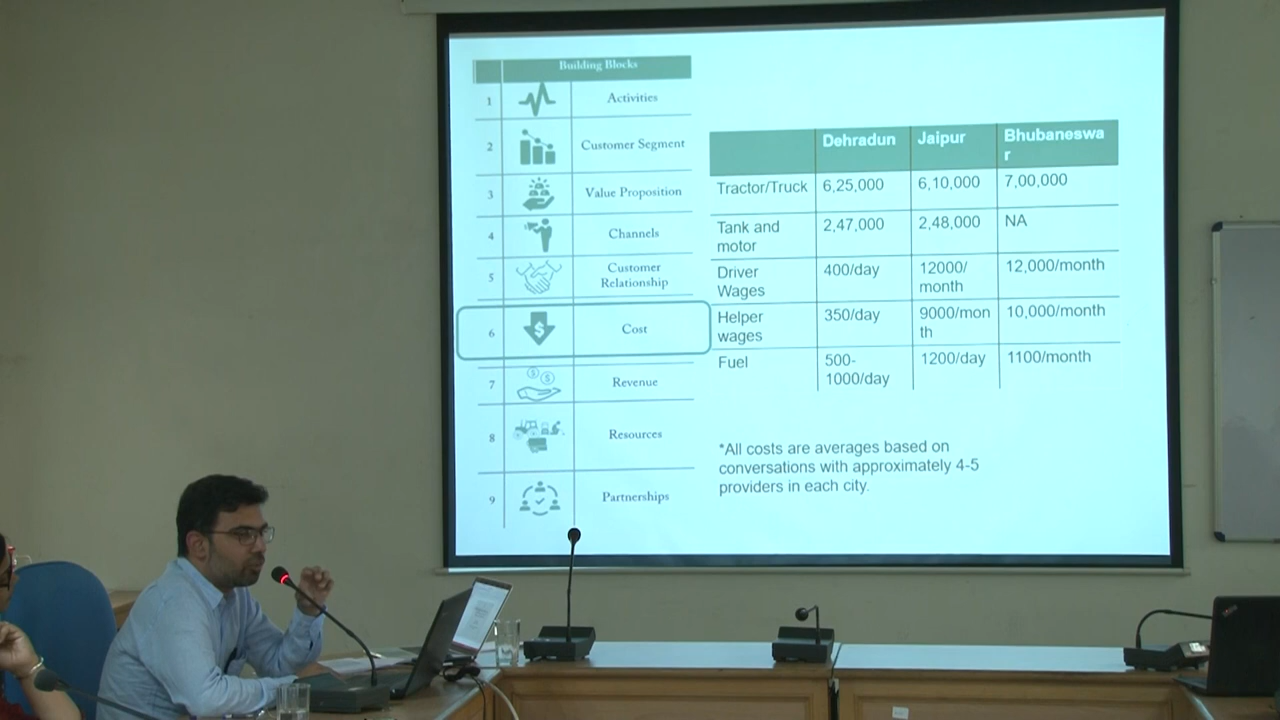 Building Blocks
1 Activities
2 Customer Segment
3 Value Proposition
4 Channels
5 Customer
Relationship
6 $ Cost
7 $ $ Revenue
8 Resources
9 Partnerships
Dehradun Jaipur Bhubaneswa
r
Tractor/Truck 6,25,000 6,10,000 7,00,000
Tank and 2,47,000 2,48,000 NA
motor
Driver 400/day 12000/ 12,000/month
Wages month
Helper 350/day 9000/mon 10,000/month
wages th
Fuel 500- 1200/day 1100/month
1000/day
*All costs are averages based on
conversations with approximately 4-5
providers in each city.